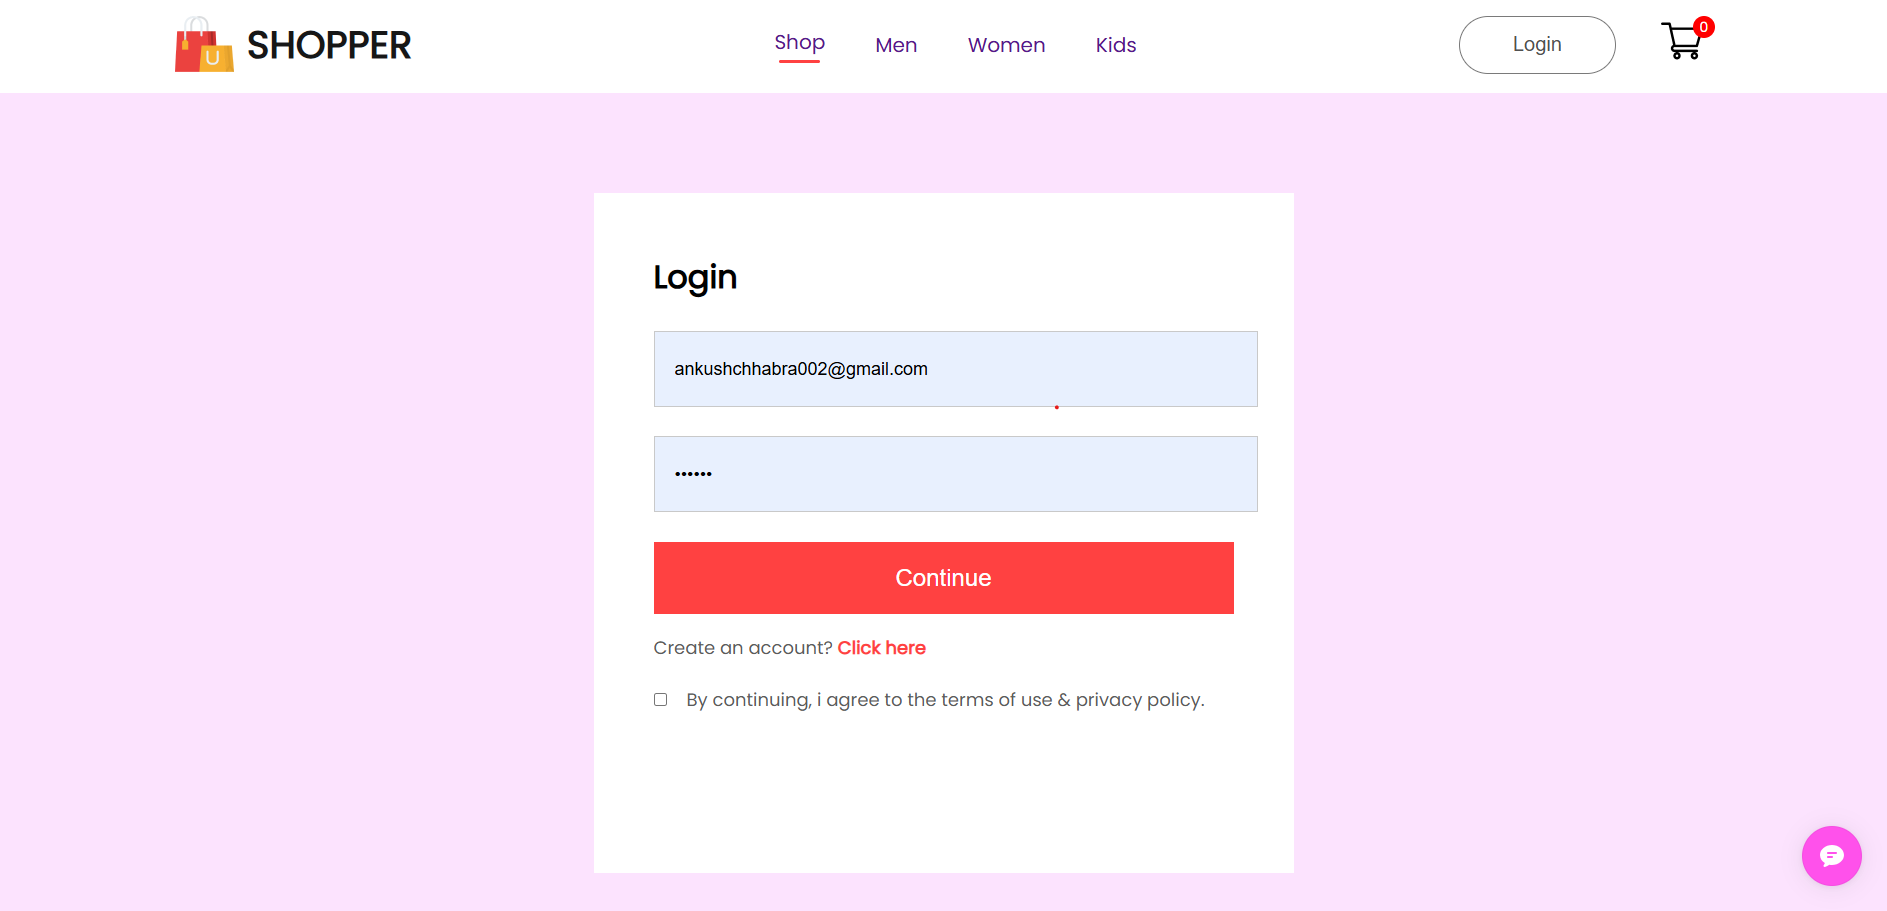 SHOPPER
Shop Men Women Kids
Login
0
Login
ankushchhabra002@gmail.com
••••••
Continue
Create an account? Click here
By continuing, i agree to the terms of use & privacy policy.